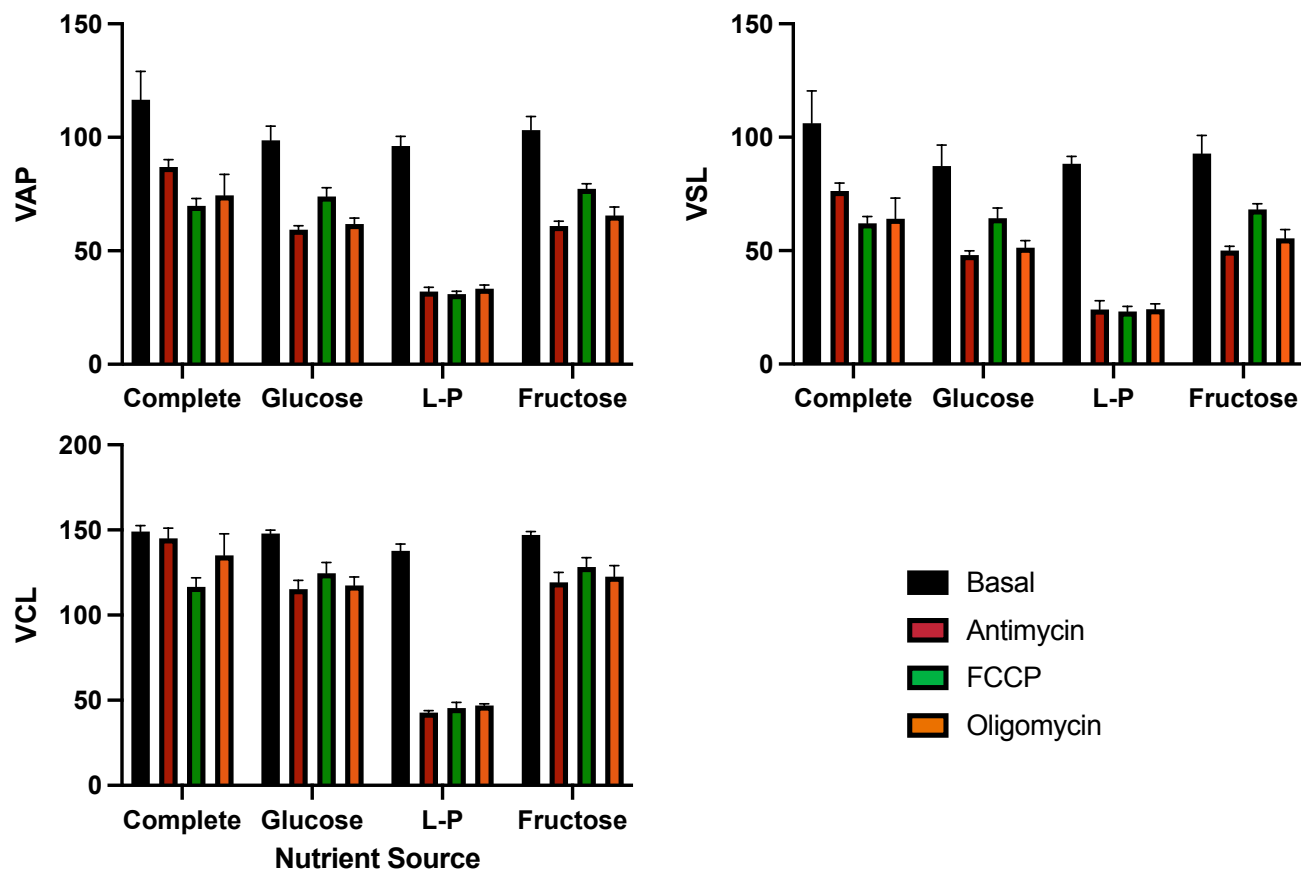 150
100
50
0
VAP
Complete Glucose L-P Fructose
150
100
50
0
VSL
Complete Glucose L-P Fructose
200
150
100
50
0
VCL
Complete Glucose L-P Fructose
Nutrient Source
Basal
Antimycin
FCCP
Oligomycin